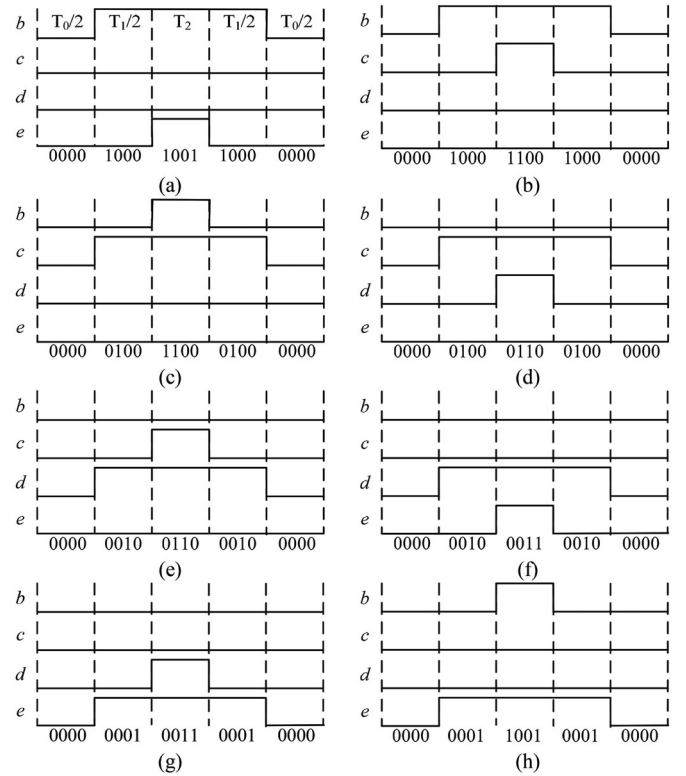 b T₀/2 T₁/2 T₂ T₁/2 T₀/2
c
d
e
0000 1000 1001 1000 0000
(a)
b
c
d
e
0000 1000 1100 1000 0000
(b)
b
c
d
e
0000 0100 1100 0100 0000
(c)
b
c
d
e
0000 0100 0110 0100 0000
(d)
b
c
d
e
0000 0010 0110 0010 0000
(e)
b
c
d
e
0000 0010 0011 0010 0000
(f)
b
c
d
e
0000 0001 0011 0001 0000
(g)
b
c
d
e
0000 0001 1001 0001 0000
(h)